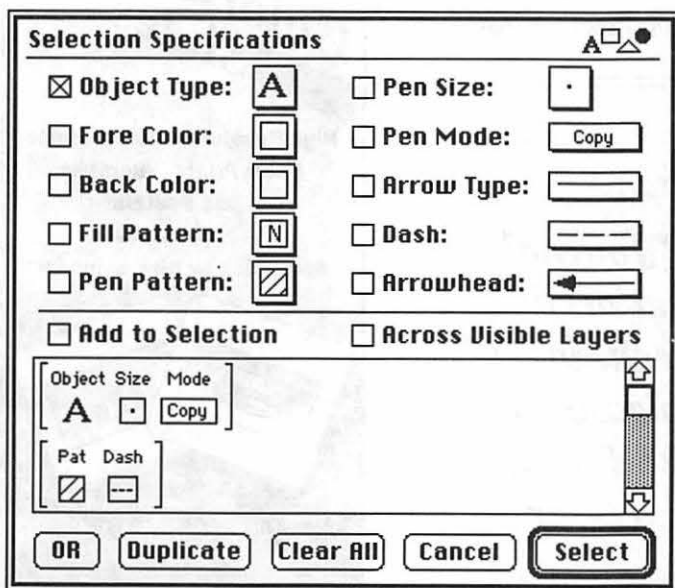 Selection Specifications A
Object Type: A Pen Size:
Fore Color: Pen Mode: Copy
Back Color: Arrow Type:
Fill Pattern: N Dash:
Pen Pattern: Arrowhead:
Add to Selection Across Visible Layers
Object Size Mode
A Copy
Pat Dash
OR Duplicate Clear All Cancel Select